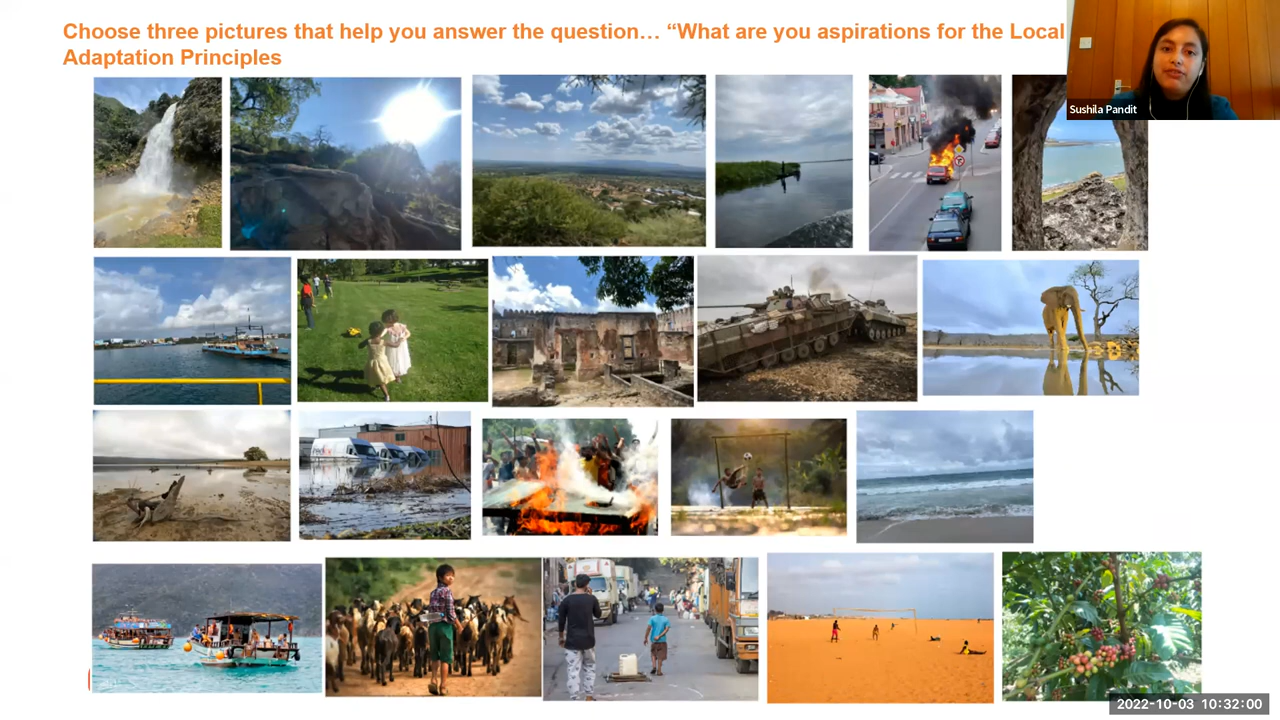 Choose three pictures that help you answer the question… “What are you aspirations for the Local
Adaptation Principles
Sushila Pandit
2022-10-03 10:32:00